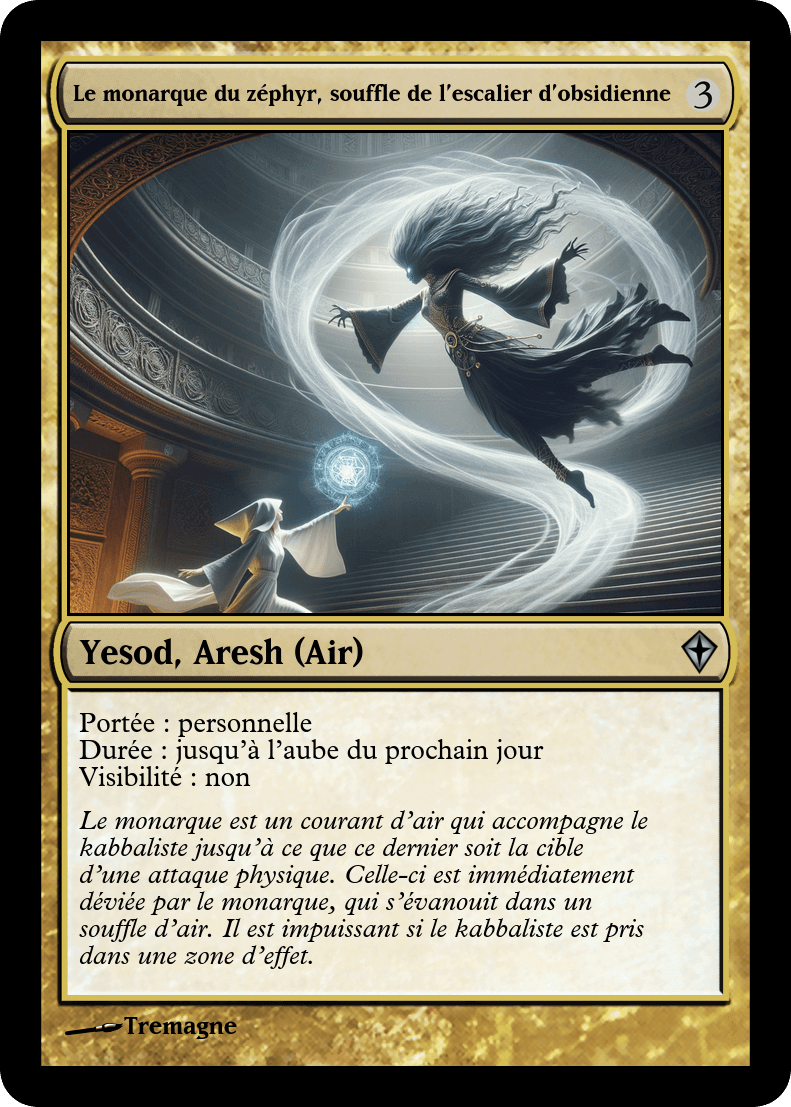 Le monarque du zéphyr, souffle de l'escalier d'obsidienne 3
Yesod, Aresh (Air)
Portée : personnelle
Durée : jusqu'à l'aube du prochain jour
Visibilité : non
Le monarque est un courant d'air qui accompagne le
kabbaliste jusqu'à ce que ce dernier soit la cible
d'une attaque physique. Celle-ci est immédiatement
déviée par le monarque, qui s'évanouit dans un
souffle d'air. Il est impuissant si le kabbaliste est pris
dans une zone d'effet.
Tremagne